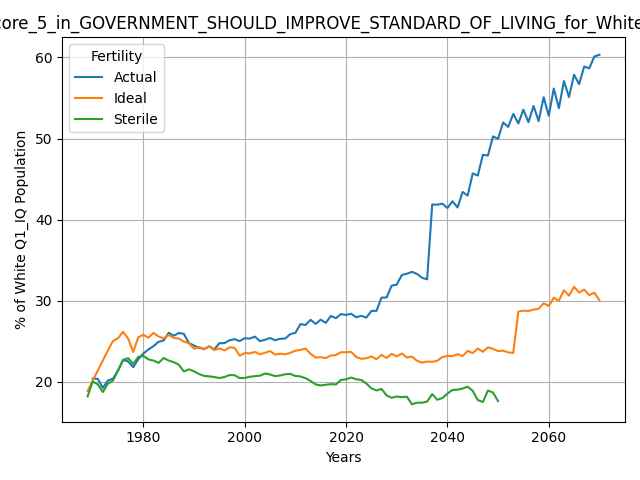 core_5_in_GOVERNMENT_SHOULD_IMPROVE_STANDARD_OF_LIVING_for_White
Fertility
Actual
Ideal
Sterile
% of White Q1_IQ Population
60
50
40
30
20
1980
2000
2020
2040
2060
Years